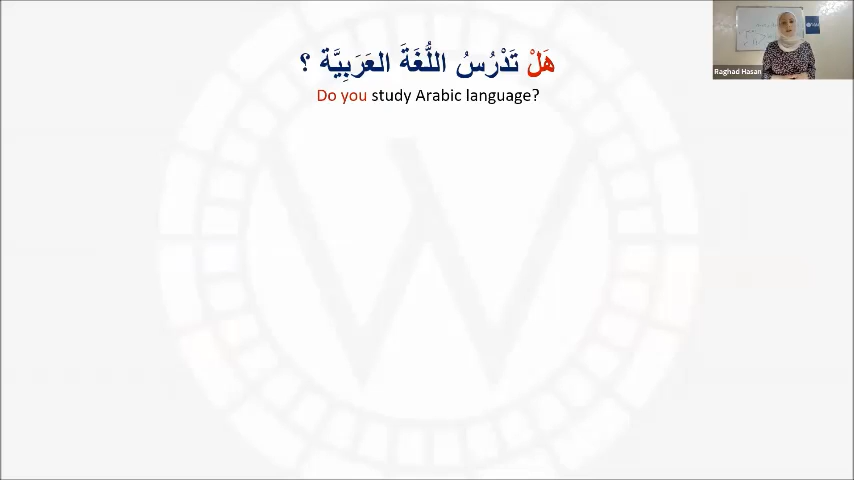 هَلْ تَدْرُسُ اللُّغَةَ العَرَبِيَّة ؟
Do you study Arabic language?
Raghad Hasan
W